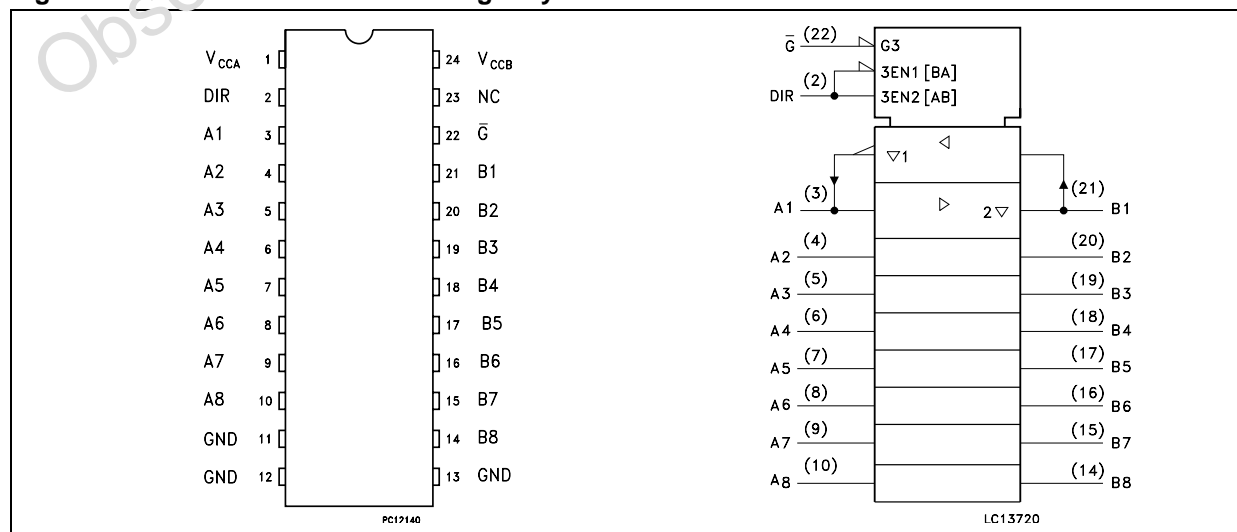 V_CCA 1 24 V_CCB
DIR 2 23 NC
A1 3 22 G̅
A2 4 21 B1
A3 5 20 B2
A4 6 19 B3
A5 7 18 B4
A6 8 17 B5
A7 9 16 B6
A8 10 15 B7
GND 11 14 B8
GND 12 13 GND
PC12140
G̅ (22) G3
3EN1 [BA]
DIR (2) 3EN2 [AB]
▽1 ◁
A1 (3) ▷ 2▽ (21) B1
A2 (4) (20) B2
A3 (5) (19) B3
A4 (6) (18) B4
A5 (7) (17) B5
A6 (8) (16) B6
A7 (9) (15) B7
A8 (10) (14) B8
LC13720